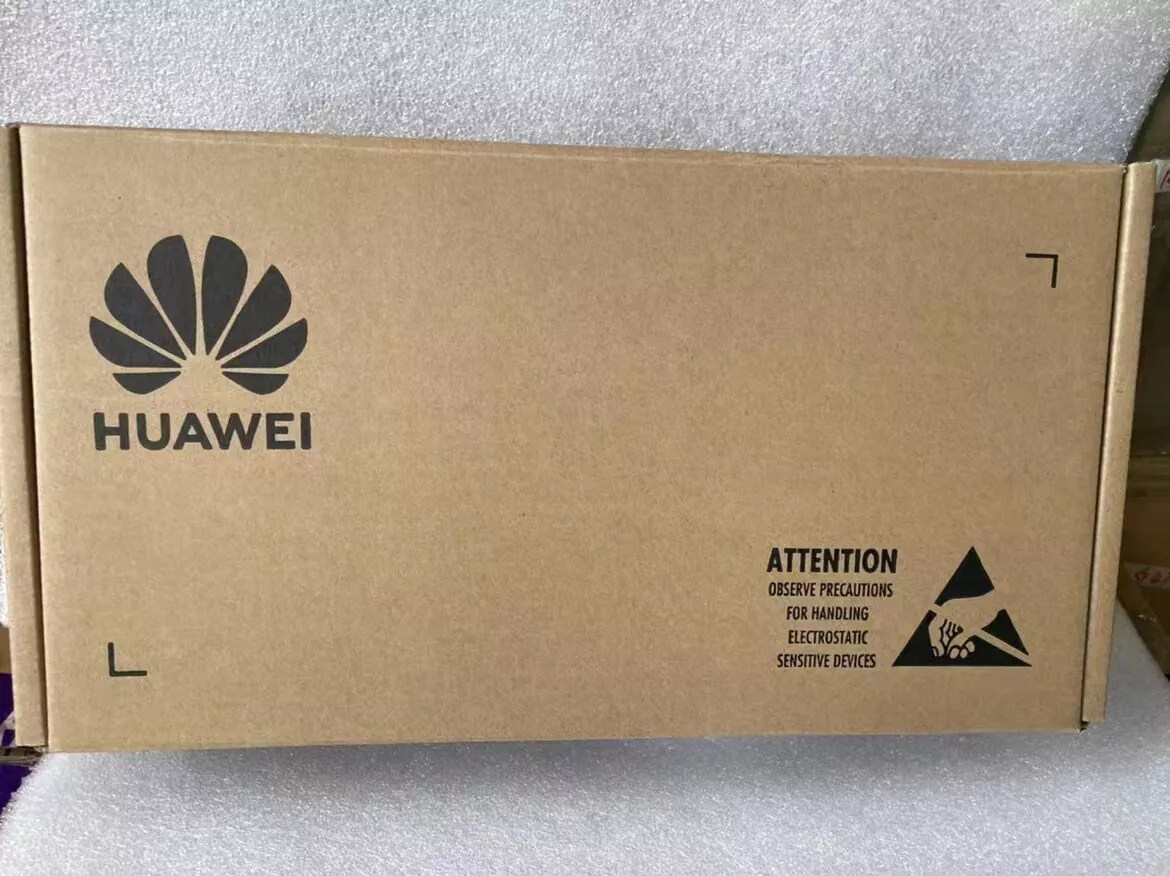 HUAWEI
ATTENTION
OBSERVE PRECAUTIONS
FOR HANDLING
ELECTROSTATIC
SENSITIVE DEVICES